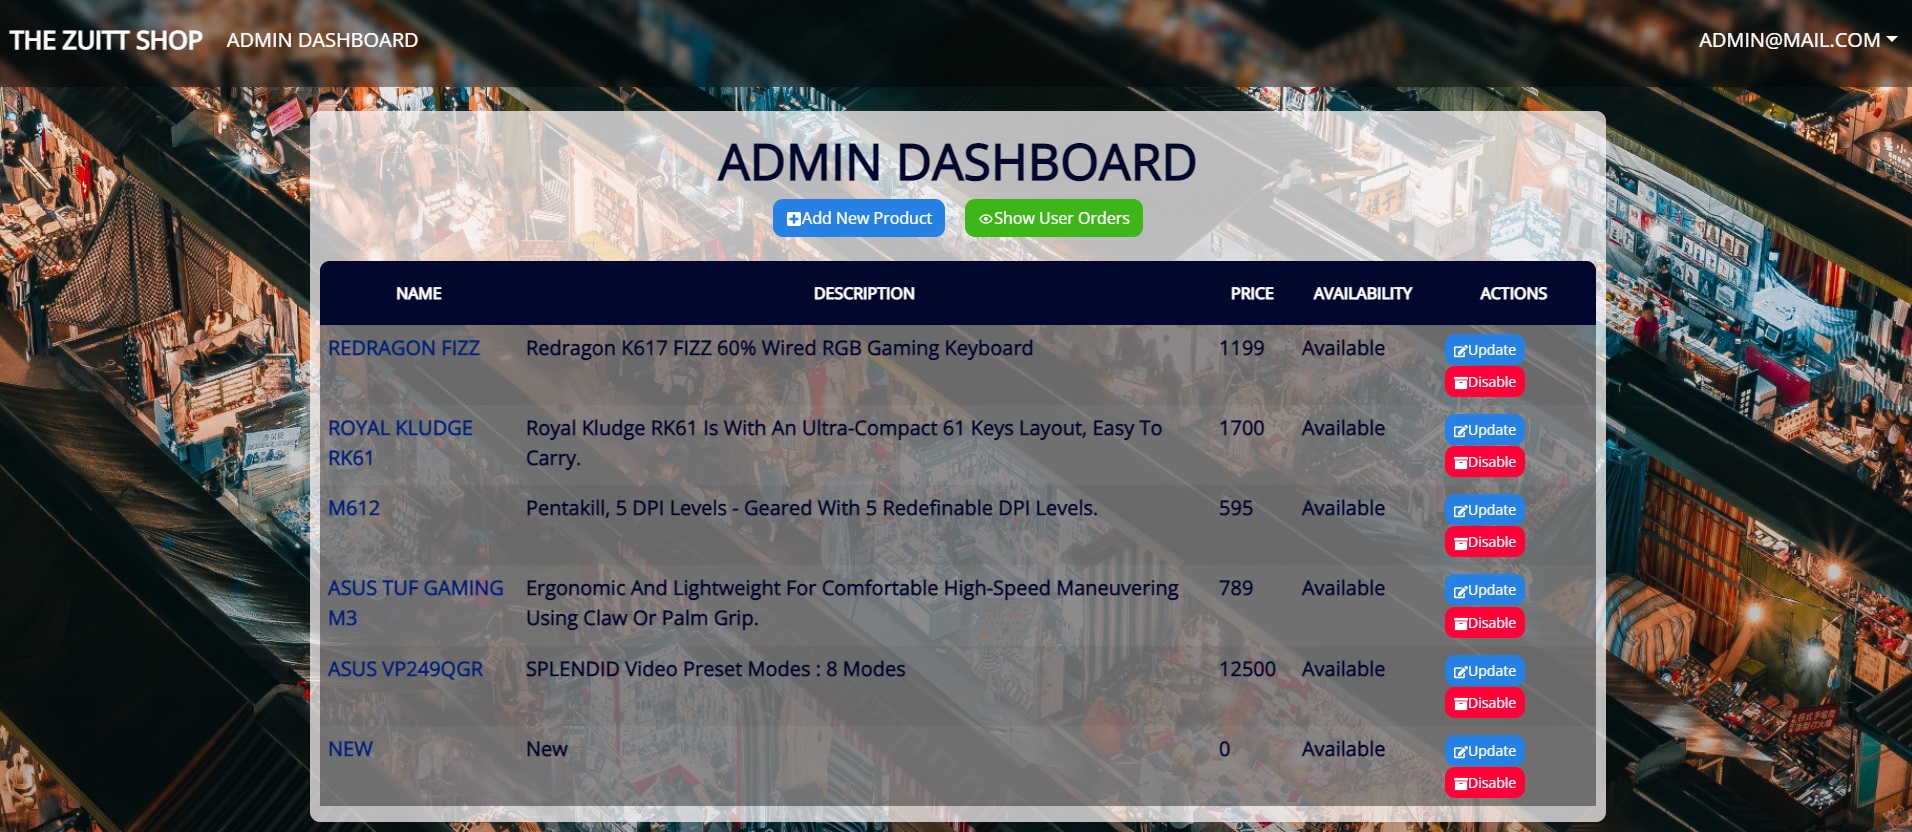 THE ZUITT SHOP ADMIN DASHBOARD ADMIN@MAIL.COM
ADMIN DASHBOARD
Add New Product Show User Orders
NAME DESCRIPTION PRICE AVAILABILITY ACTIONS
REDRAGON FIZZ Redragon K617 FIZZ 60% Wired RGB Gaming Keyboard 1199 Available Update
Disable
ROYAL KLUDGE Royal Kludge RK61 Is With An Ultra-Compact 61 Keys Layout, Easy To 1700 Available Update
RK61 Carry. Disable
M612 Pentakill, 5 DPI Levels - Geared With 5 Redefinable DPI Levels. 595 Available Update
Disable
ASUS TUF GAMING Ergonomic And Lightweight For Comfortable High-Speed Maneuvering 789 Available Update
M3 Using Claw Or Palm Grip. Disable
ASUS VP249QGR SPLENDID Video Preset Modes : 8 Modes 12500 Available Update
Disable
NEW New 0 Available Update
Disable